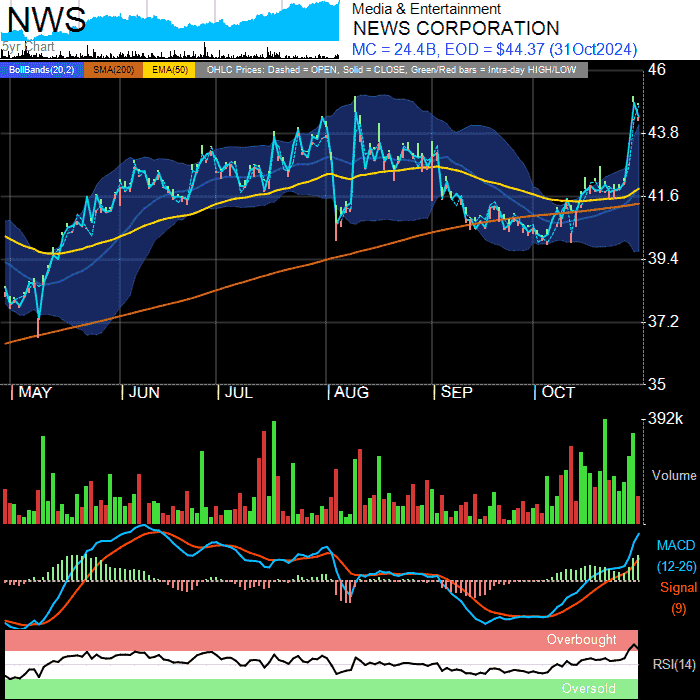 NWS
5yr Chart
Media & Entertainment
NEWS CORPORATION
MC = 24.4B, EOD = $44.37 (31Oct2024)
BollBands(20,2) SMA(200) EMA(50) OHLC Prices: Dashed = OPEN, Solid = CLOSE, Green/Red bars = Intra-day HIGH/LOW
46
43.8
41.6
39.4
37.2
35
MAY JUN JUL AUG SEP OCT
392k
Volume
MACD
(12-26)
Signal
(9)
Overbought
RSI(14)
Oversold